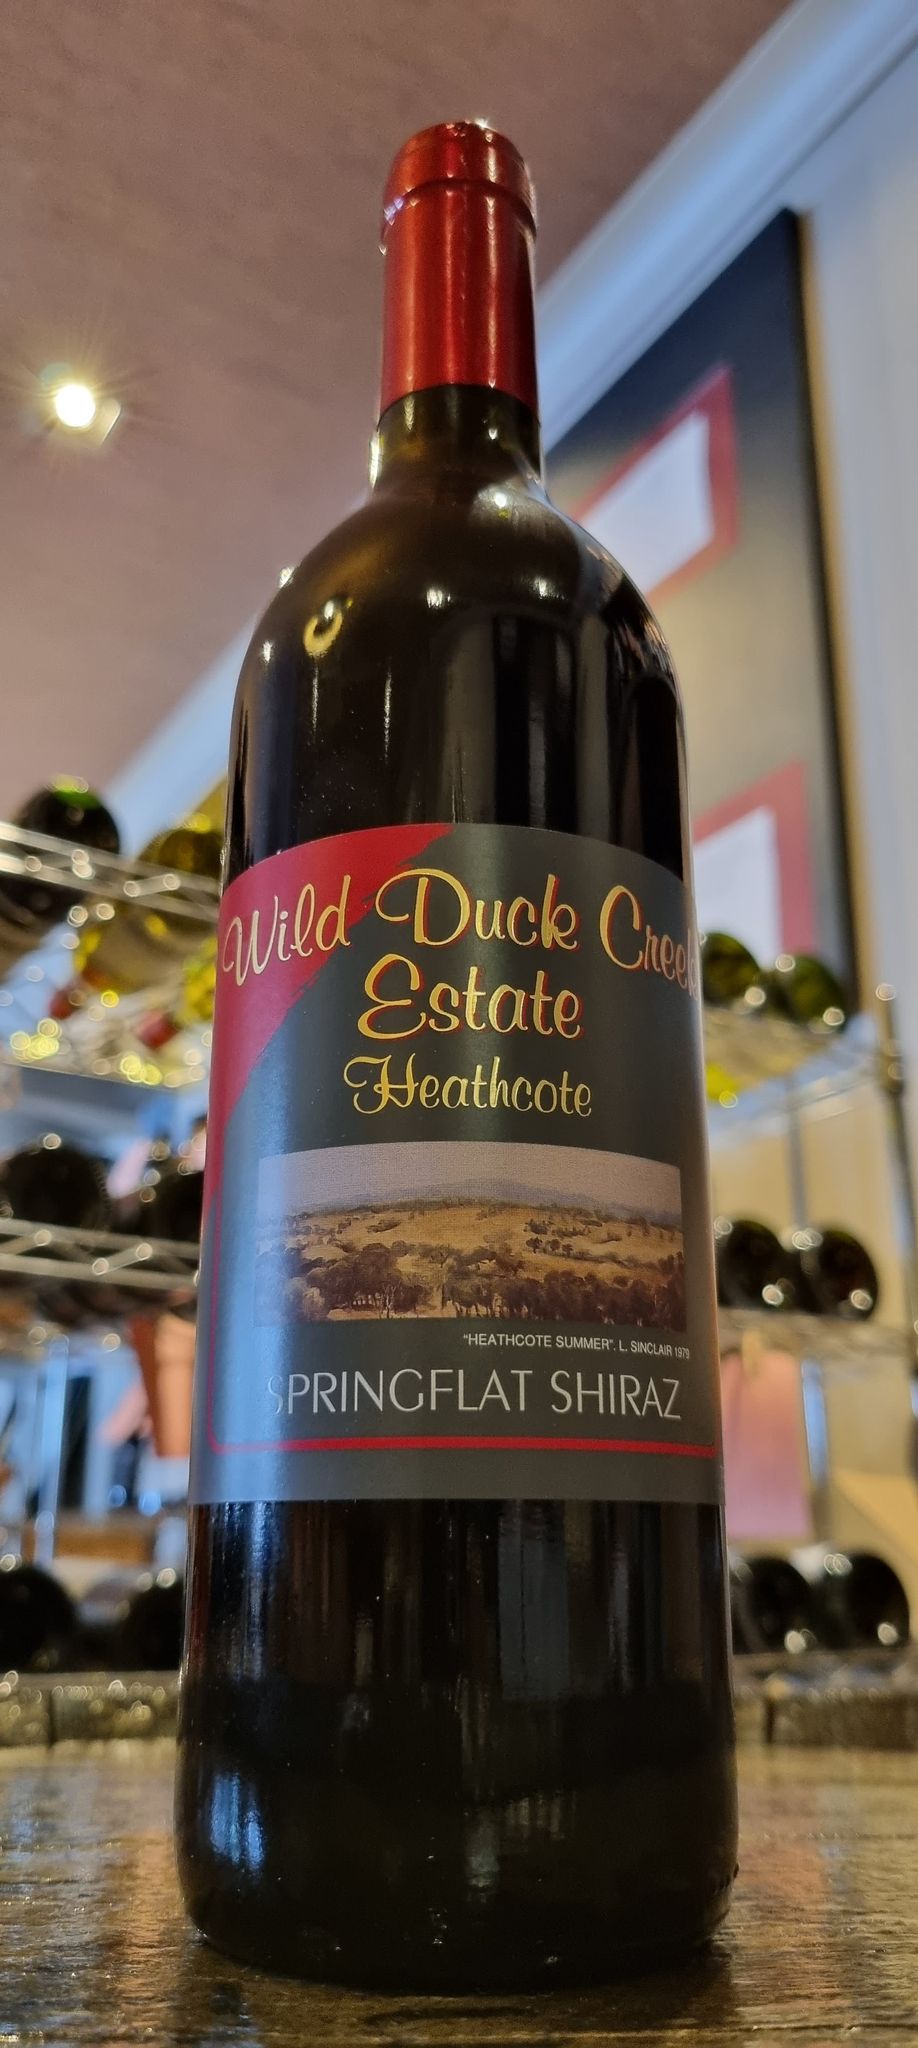 Wild Duck Creek
Estate
Heathcote
"HEATHCOTE SUMMER". L. SINCLAIR 1979
SPRINGFLAT SHIRAZ